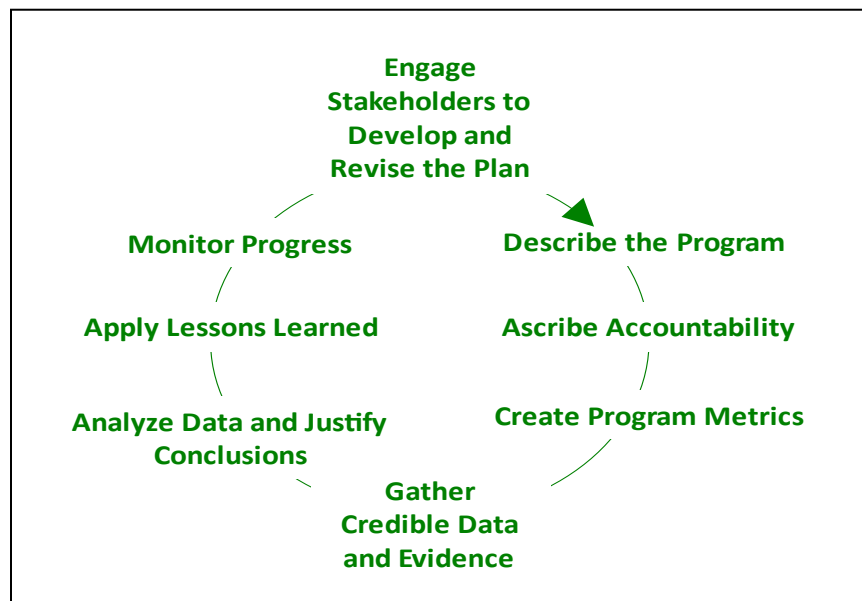 Engage
Stakeholders to
Develop and
Revise the Plan
Describe the Program
Ascribe Accountability
Create Program Metrics
Gather
Credible Data
and Evidence
Analyze Data and Justify
Conclusions
Apply Lessons Learned
Monitor Progress